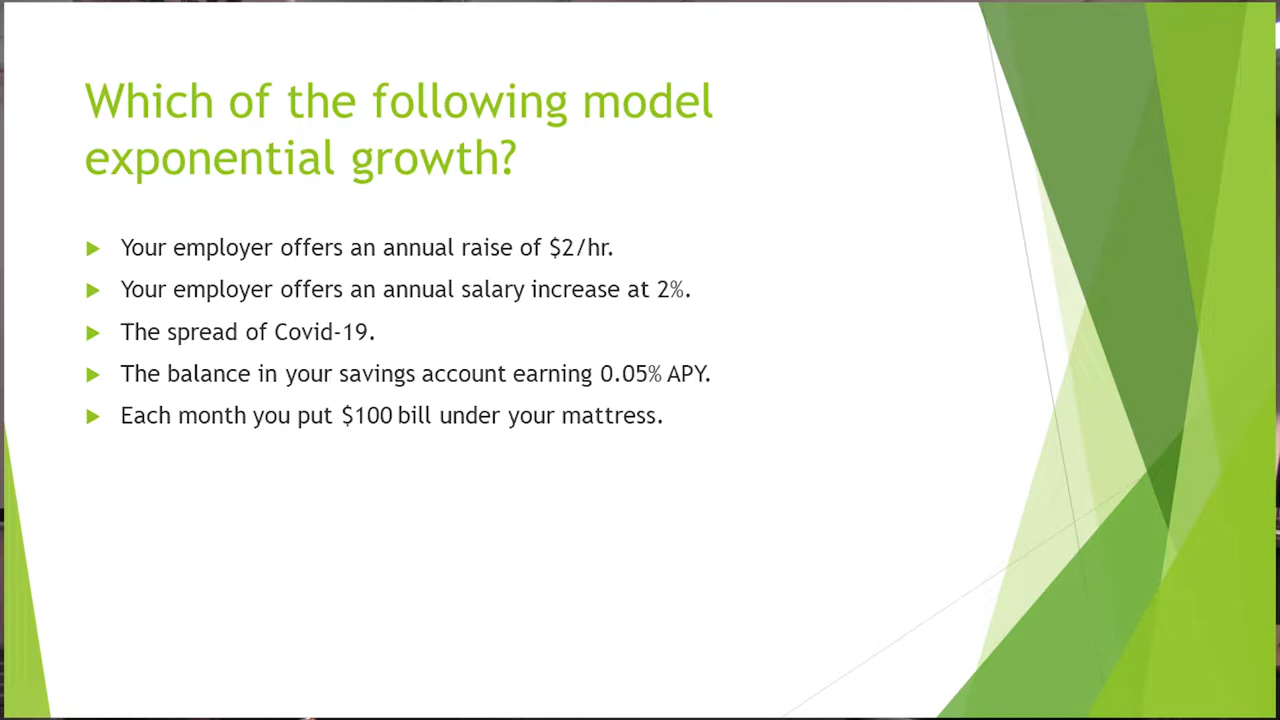 Which of the following model
exponential growth?
Your employer offers an annual raise of $2/hr.
Your employer offers an annual salary increase at 2%.
The spread of Covid-19.
The balance in your savings account earning 0.05% APY.
Each month you put $100 bill under your mattress.